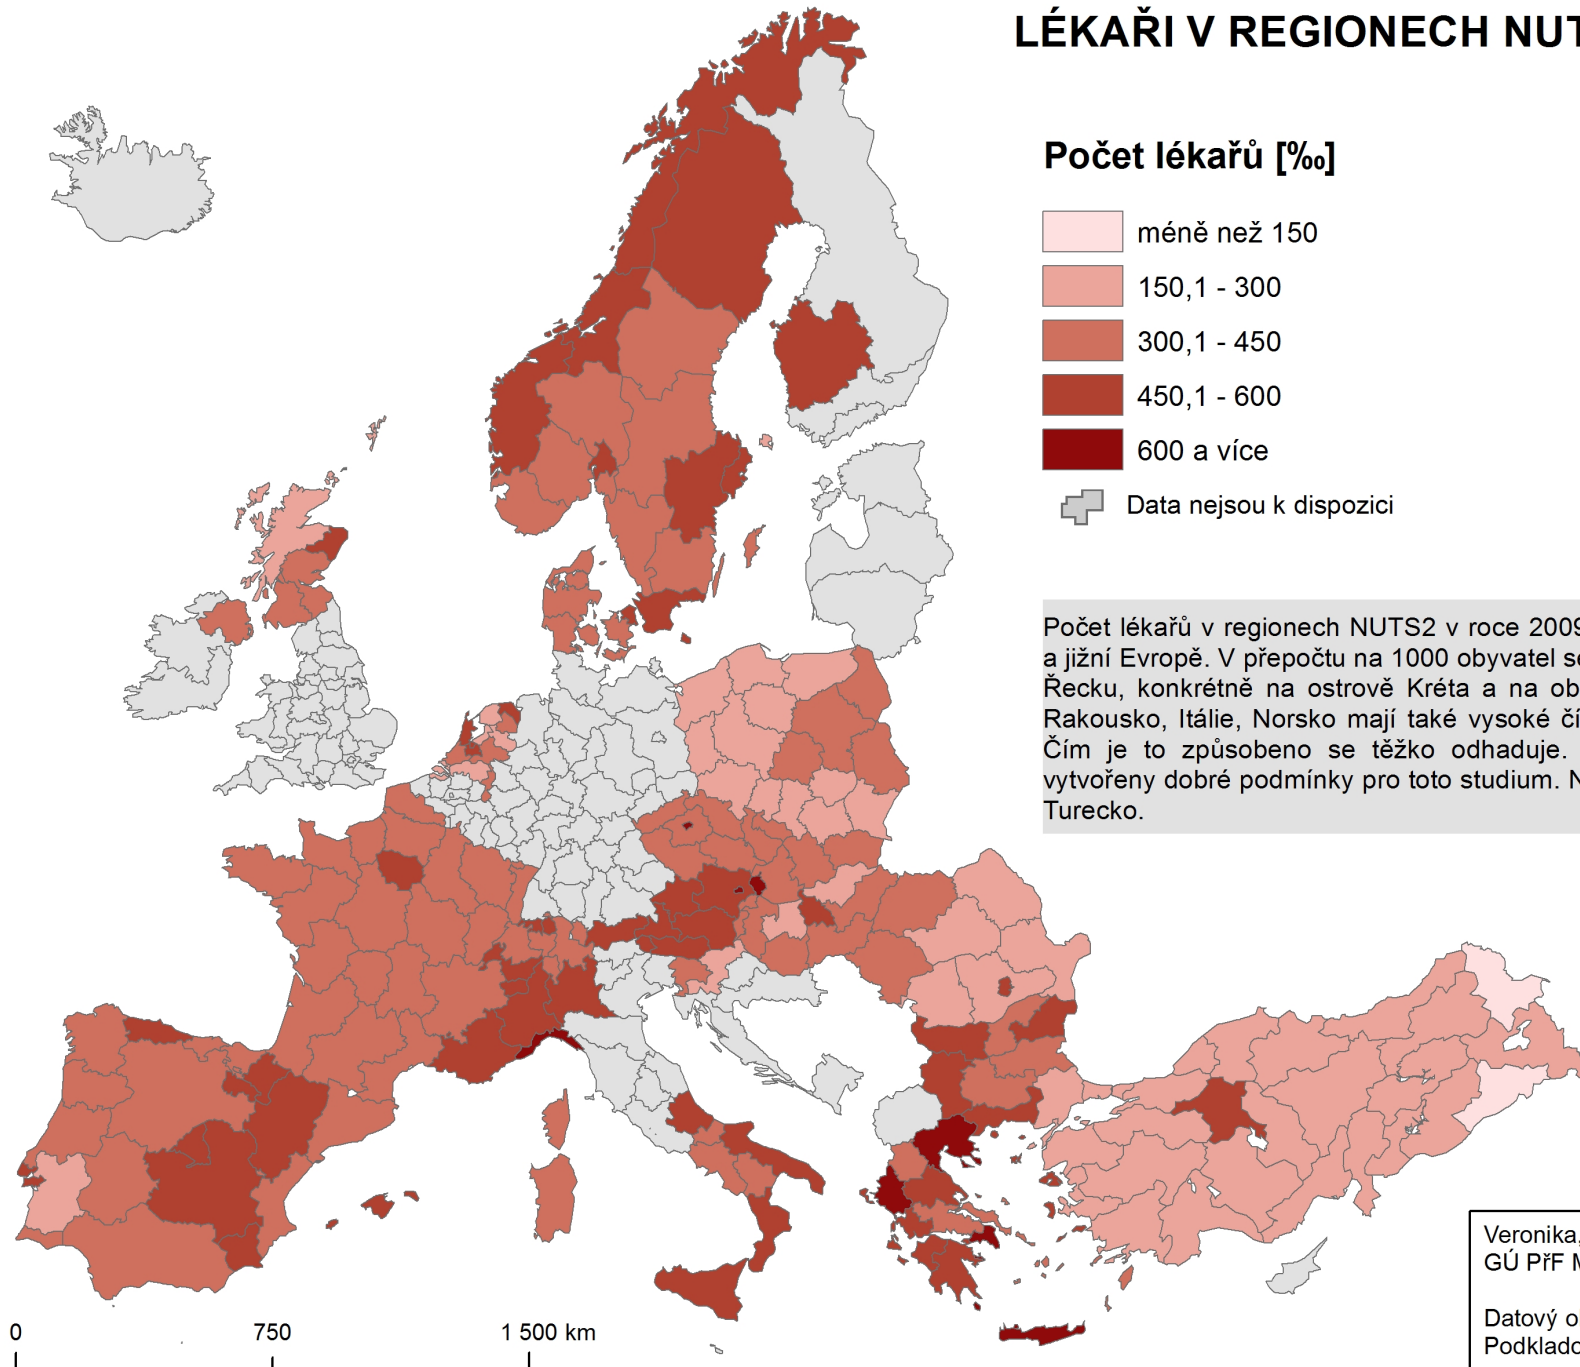 LÉKAŘI V REGIONECH NUT
Počet lékařů [‰]
méně než 150
150,1 - 300
300,1 - 450
450,1 - 600
600 a více
Data nejsou k dispozici
Počet lékařů v regionech NUTS2 v roce 2009
a jižní Evropě. V přepočtu na 1000 obyvatel se
Řecku, konkrétně na ostrově Kréta a na ob
Rakousko, Itálie, Norsko mají také vysoké čí
Čím je to způsobeno se těžko odhaduje.
vytvořeny dobré podmínky pro toto studium. N
Turecko.
Veronika,
GÚ PřF M
Datový o
Podklado
0 750 1 500 km